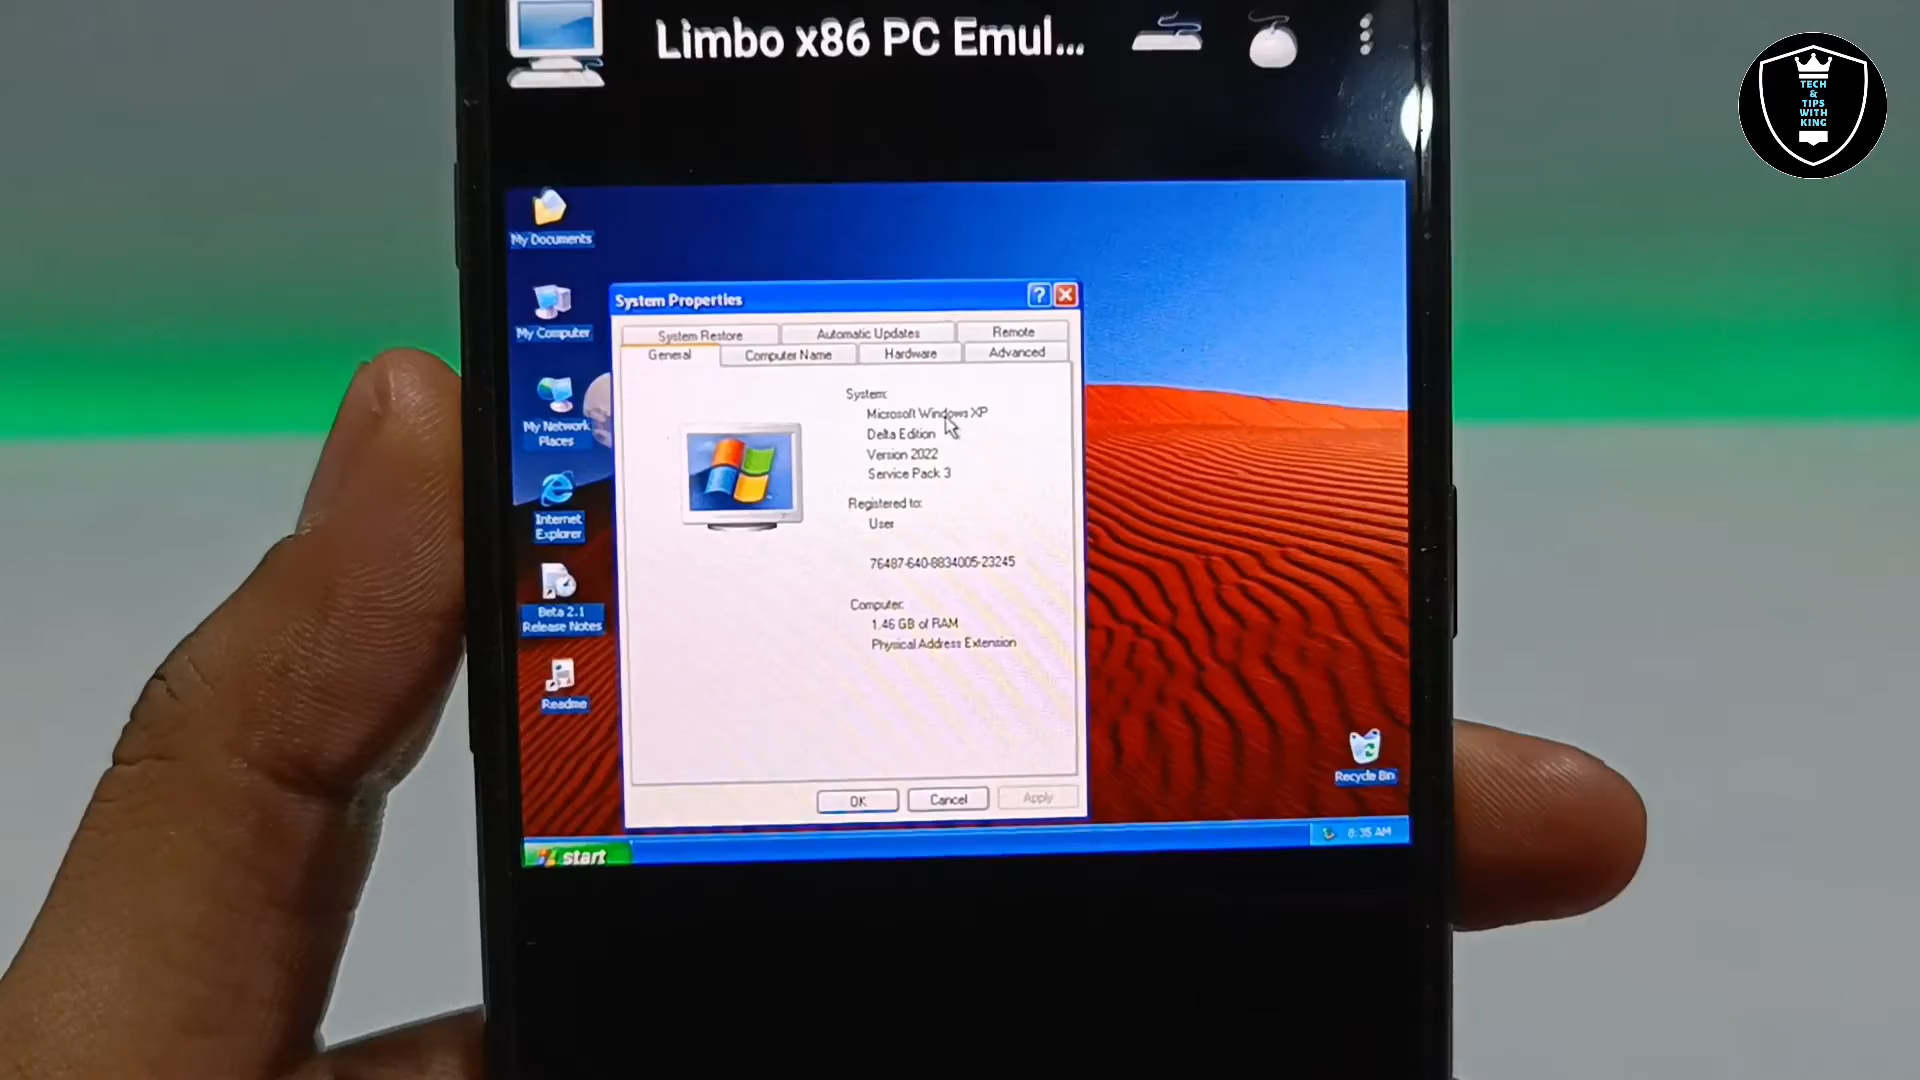 Limbo x86 PC Emul...
TECH
&
TIPS
WITH
KING
My Documents
My Computer
My Network
Places
Internet
Explorer
Beta 2.1
Release Notes
Readme
System Properties
System Restore
Automatic Updates
Remote
General
Computer Name
Hardware
Advanced
System:
Microsoft Windows XP
Delta Edition
Version 2022
Service Pack 3
Registered to:
User
76487-640-8834005-23245
Computer:
1.46 GB of RAM
Physical Address Extension
OK
Cancel
Apply
Recycle Bin
start
8:35 AM